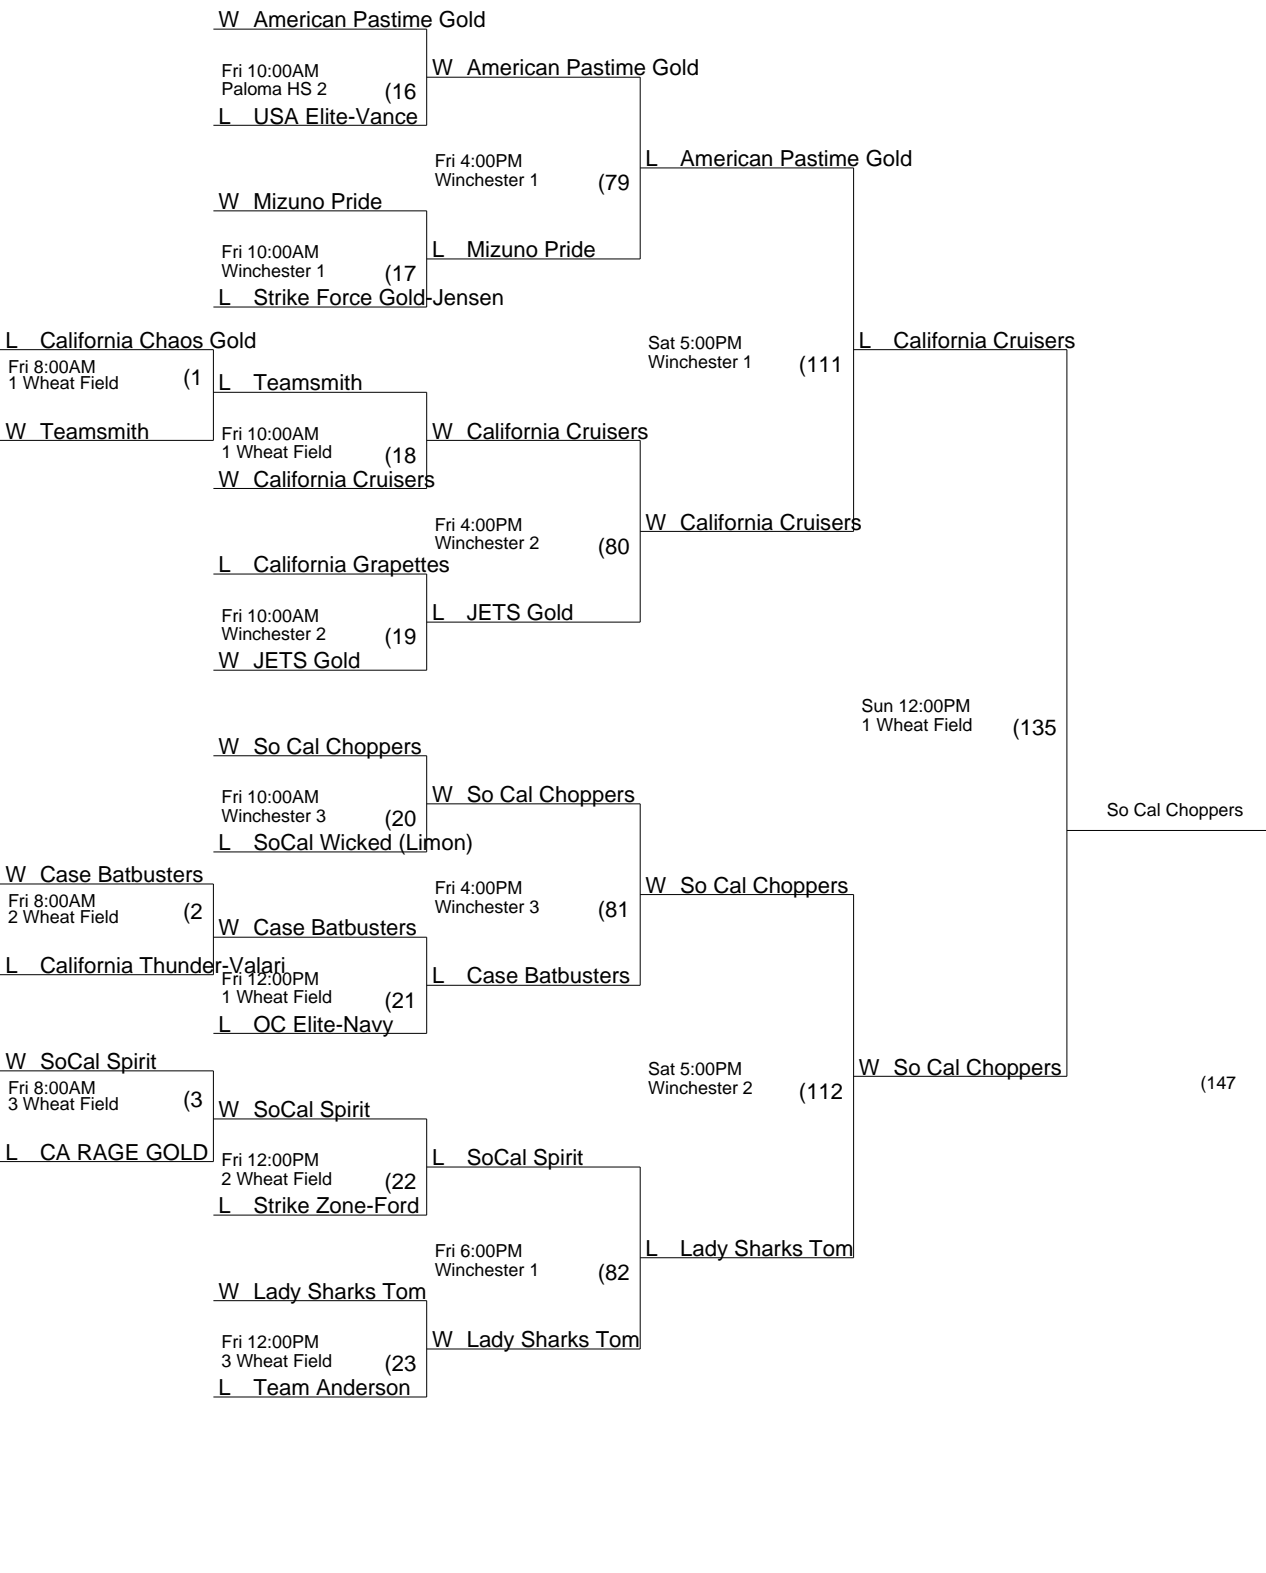 W American Pastime Gold
Fri 10:00AM
Paloma HS 2 (16
L USA Elite-Vance
W American Pastime Gold
Fri 4:00PM
Winchester 1 (79
L American Pastime Gold
W Mizuno Pride
Fri 10:00AM
Winchester 1 (17
L Strike Force Gold-Jensen
L Mizuno Pride
L California Chaos Gold
Fri 8:00AM
1 Wheat Field (1
W Teamsmith
L Teamsmith
Fri 10:00AM
1 Wheat Field (18
W California Cruisers
W California Cruisers
Sat 5:00PM
Winchester 1 (111
L California Cruisers
Fri 4:00PM
Winchester 2 (80
W California Cruisers
L California Grapettes
Fri 10:00AM
Winchester 2 (19
W JETS Gold
L JETS Gold
Sun 12:00PM
1 Wheat Field (135
So Cal Choppers
W So Cal Choppers
Fri 10:00AM
Winchester 3 (20
L SoCal Wicked (Limon)
W So Cal Choppers
Fri 4:00PM
Winchester 3 (81
W So Cal Choppers
W Case Batbusters
Fri 8:00AM
2 Wheat Field (2
L California Thunder-Valari
W Case Batbusters
Fri 12:00PM
1 Wheat Field (21
L OC Elite-Navy
L Case Batbusters
Sat 5:00PM
Winchester 2 (112
W So Cal Choppers
(147
W SoCal Spirit
Fri 8:00AM
3 Wheat Field (3
L CA RAGE GOLD
W SoCal Spirit
Fri 12:00PM
2 Wheat Field (22
L Strike Zone-Ford
L SoCal Spirit
Fri 6:00PM
Winchester 1 (82
L Lady Sharks Tom
W Lady Sharks Tom
Fri 12:00PM
3 Wheat Field (23
L Team Anderson
W Lady Sharks Tom